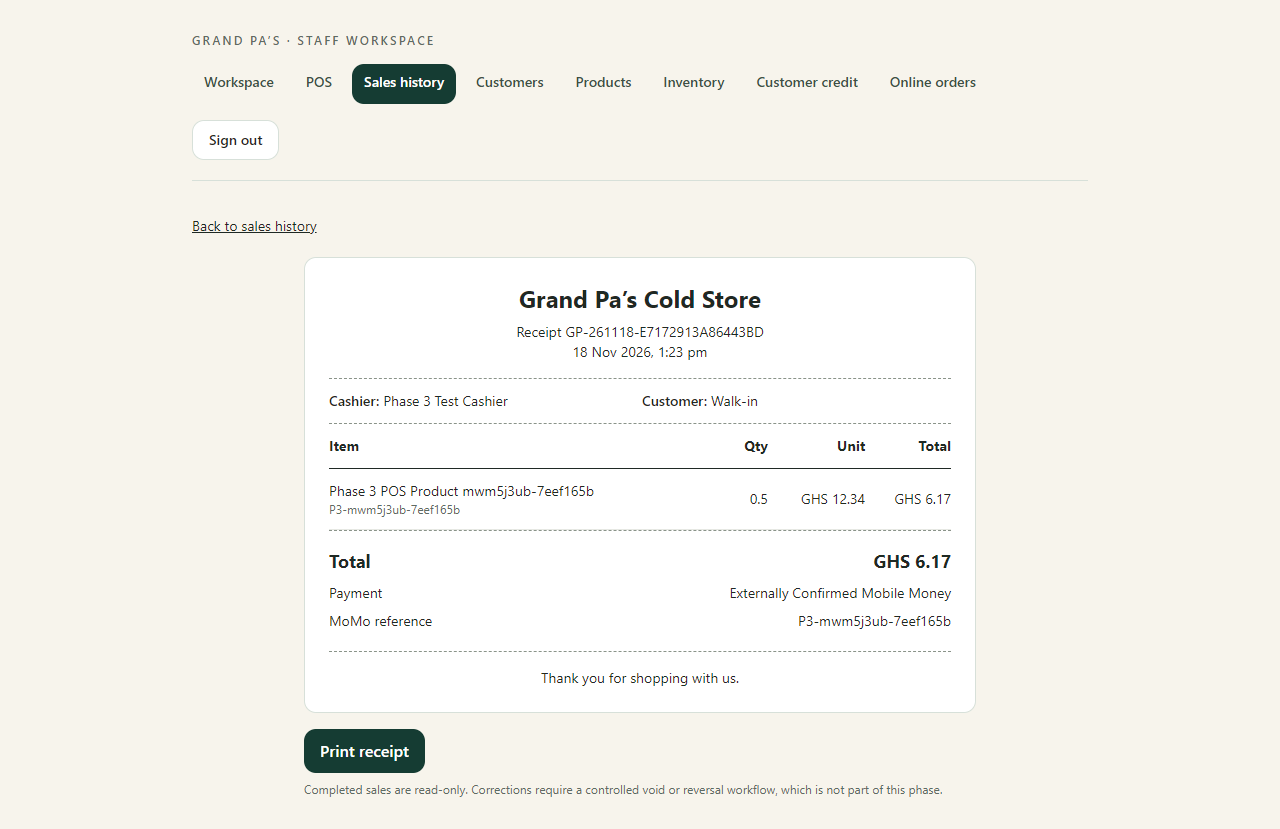 GRAND PA'S · STAFF WORKSPACE
Workspace POS Sales history Customers Products Inventory Customer credit Online orders
Sign out
Back to sales history
Grand Pa’s Cold Store
Receipt GP-261118-E7172913A86443BD
18 Nov 2026, 1:23 pm
Cashier: Phase 3 Test Cashier Customer: Walk-in
Item Qty Unit Total
Phase 3 POS Product mwm5j3ub-7eef165b 0.5 GHS 12.34 GHS 6.17
P3-mwm5j3ub-7eef165b
Total GHS 6.17
Payment Externally Confirmed Mobile Money
MoMo reference P3-mwm5j3ub-7eef165b
Thank you for shopping with us.
Print receipt
Completed sales are read-only. Corrections require a controlled void or reversal workflow, which is not part of this phase.